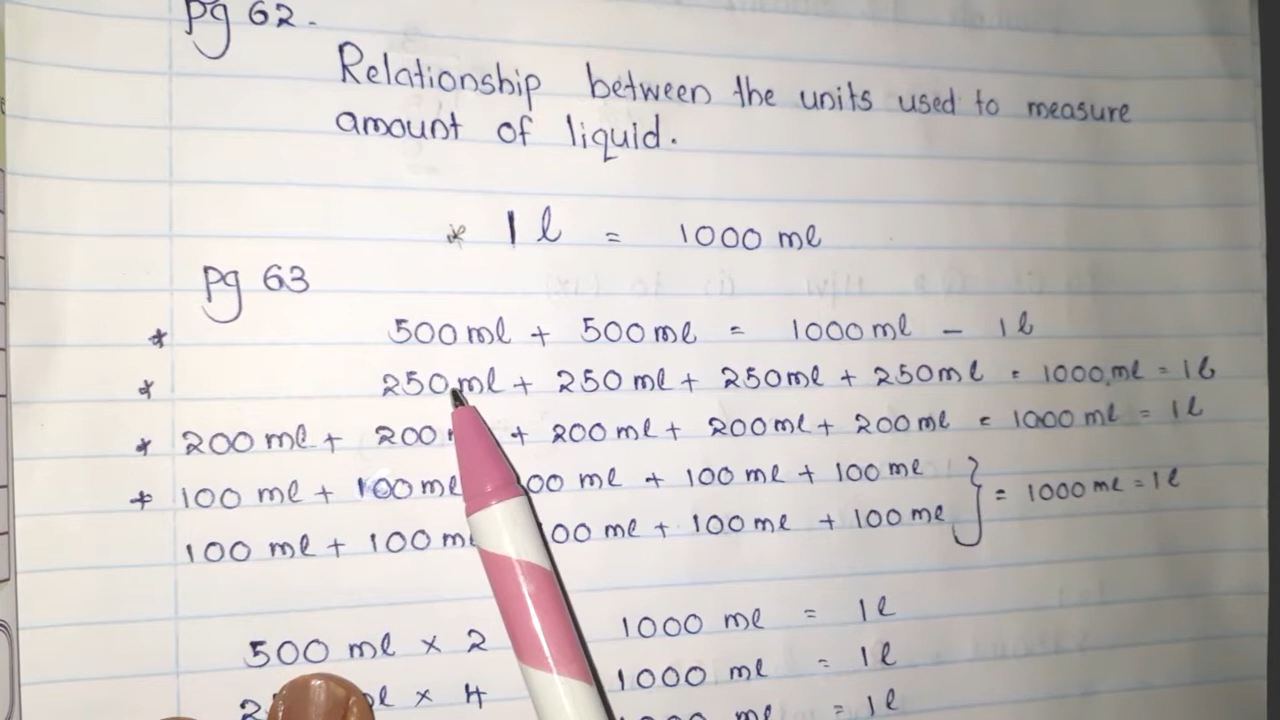 pg 62.
Relationship between the units used to measure
amount of liquid.
* 1 l = 1000 ml
pg 63
* 500 ml + 500 ml = 1000 ml - 1 l
* 250 ml + 250 ml + 250 ml + 250 ml = 1000 ml = 1 l
* 200 ml + 200 + 200 ml + 200 ml + 200 ml = 1000 ml = 1 l
* 100 ml + 100 ml 00 ml + 100 ml + 100 ml
100 ml + 100 m 00 ml + 100 ml + 100 ml } = 1000 ml = 1 l
500 ml × 2 1000 ml = 1 l
2 l × 4 1000 ml = 1 l
ml = 1 l